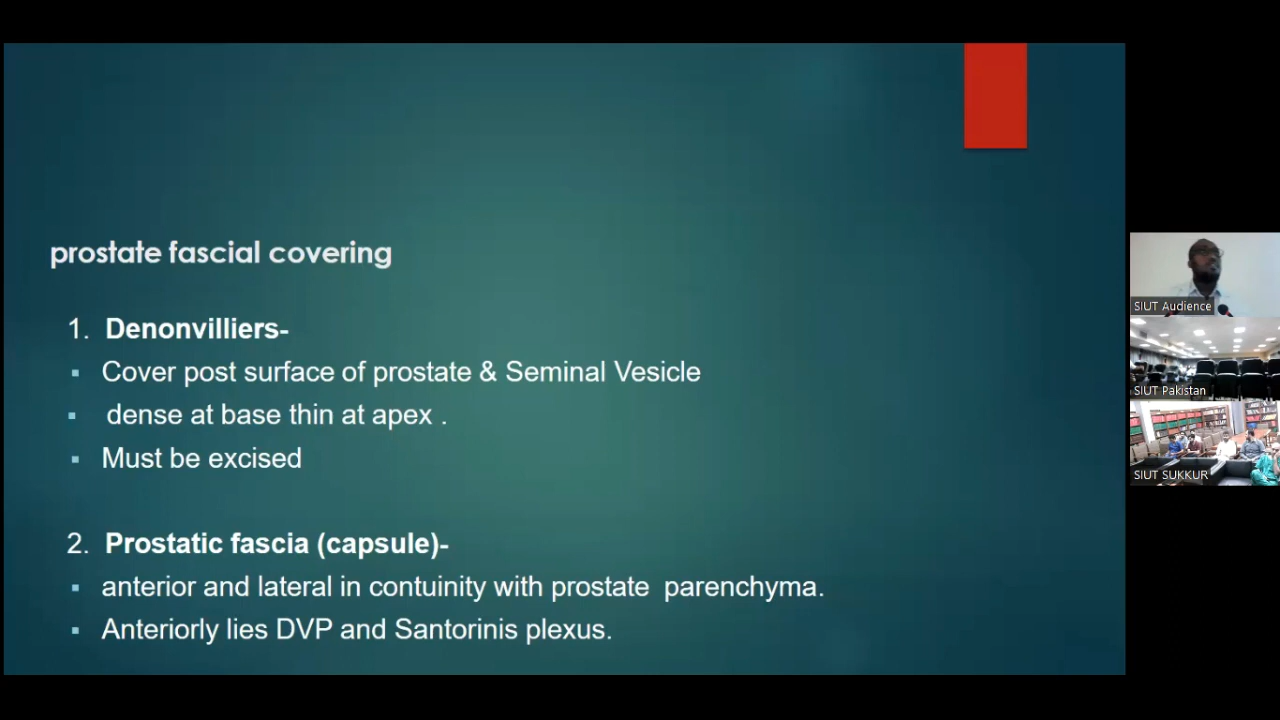 prostate fascial covering
1. Denonvilliers-
▪ Cover post surface of prostate & Seminal Vesicle
▪ dense at base thin at apex .
▪ Must be excised
2. Prostatic fascia (capsule)-
▪ anterior and lateral in contuinity with prostate parenchyma.
▪ Anteriorly lies DVP and Santorinis plexus.
SIUT Audience
SIUT Pakistan
SIUT SUKKUR